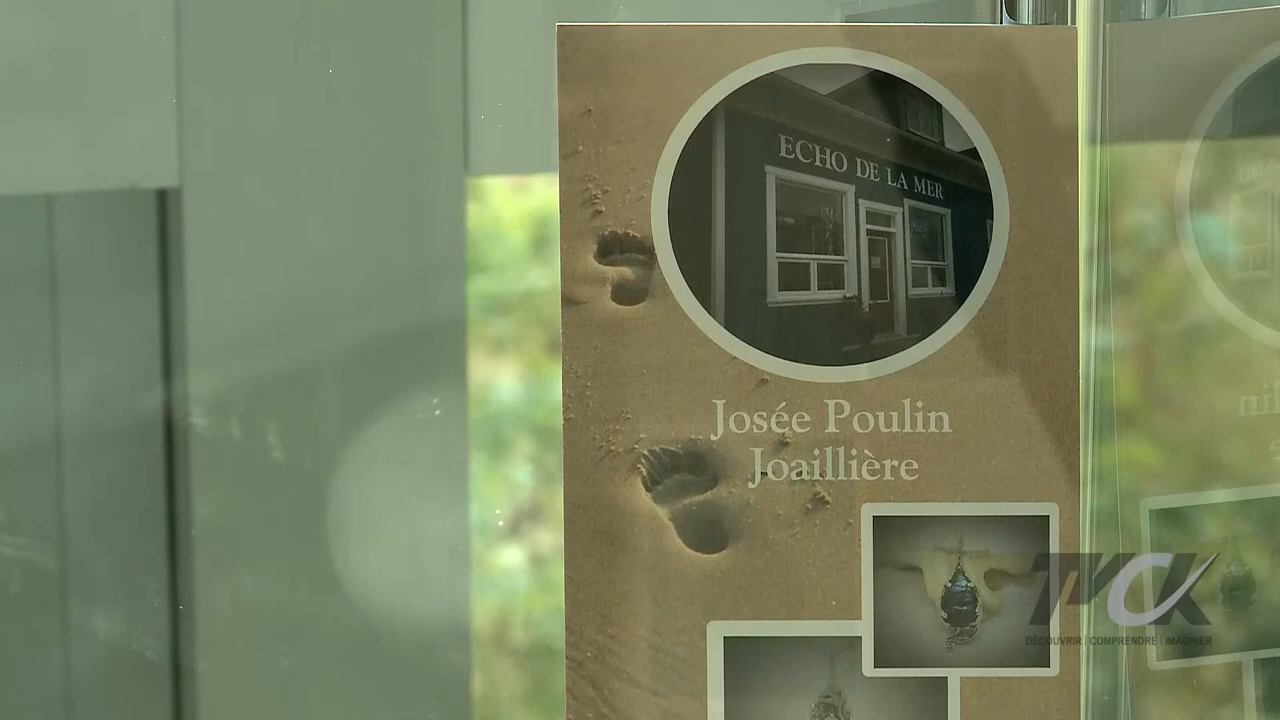 ECHO DE LA MER
Josée Poulin
Joaillière
TVCK
DÉCOUVRIR | COMPRENDRE | IMAGINER